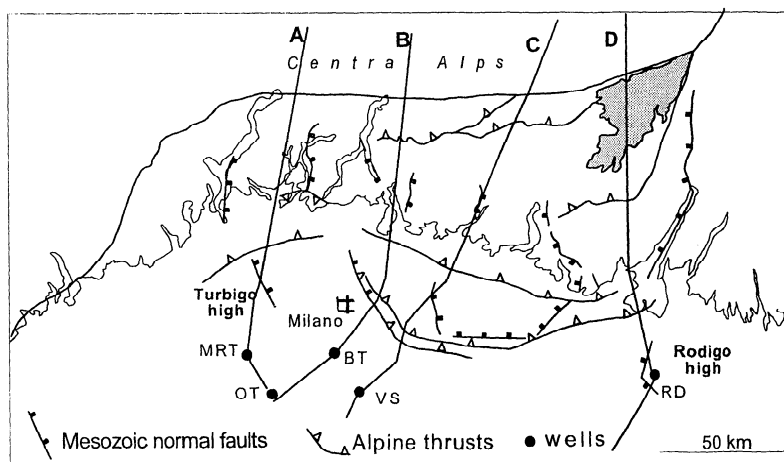 A
B
C
D
Central Alps
Turbigo
high
Milano
MRT
OT
BT
VS
Rodigo
high
RD
Mesozoic normal faults
Alpine thrusts
wells
50 km